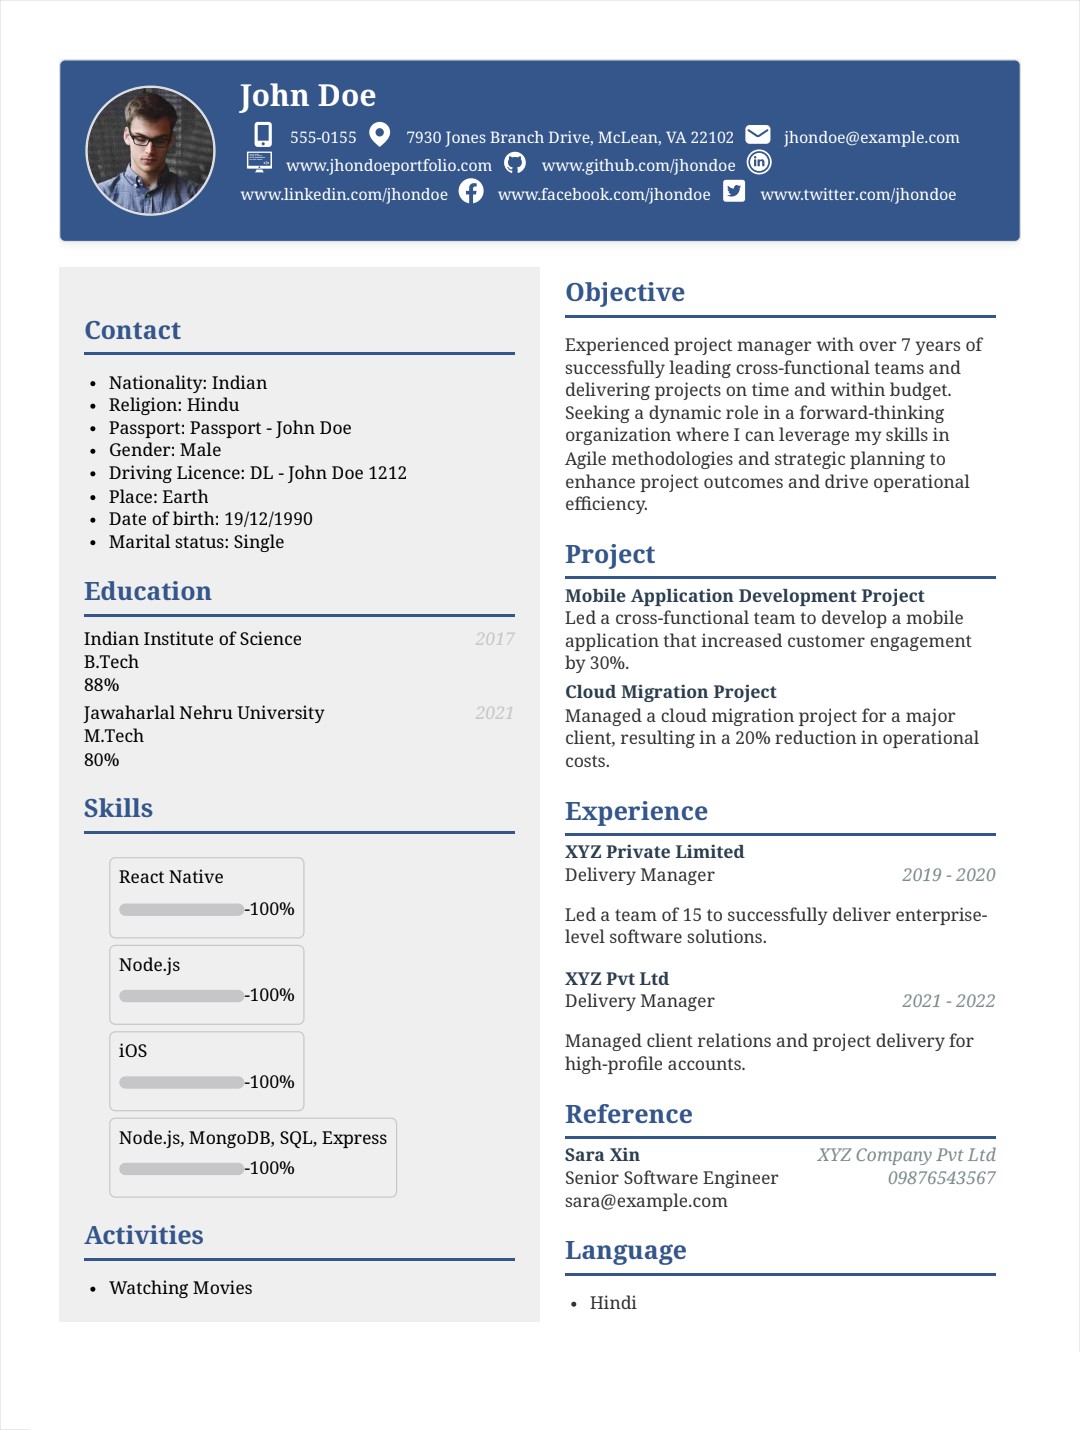 John Doe
555-0155 7930 Jones Branch Drive, McLean, VA 22102 jhondoe@example.com
www.jhondoeportfolio.com www.github.com/jhondoe
www.linkedin.com/jhondoe www.facebook.com/jhondoe www.twitter.com/jhondoe
Contact
• Nationality: Indian
• Religion: Hindu
• Passport: Passport - John Doe
• Gender: Male
• Driving Licence: DL - John Doe 1212
• Place: Earth
• Date of birth: 19/12/1990
• Marital status: Single
Education
Indian Institute of Science 2017
B.Tech
88%
Jawaharlal Nehru University 2021
M.Tech
80%
Skills
React Native
-100%
Node.js
-100%
iOS
-100%
Node.js, MongoDB, SQL, Express
-100%
Activities
• Watching Movies
Objective
Experienced project manager with over 7 years of
successfully leading cross-functional teams and
delivering projects on time and within budget.
Seeking a dynamic role in a forward-thinking
organization where I can leverage my skills in
Agile methodologies and strategic planning to
enhance project outcomes and drive operational
efficiency.
Project
Mobile Application Development Project
Led a cross-functional team to develop a mobile
application that increased customer engagement
by 30%.
Cloud Migration Project
Managed a cloud migration project for a major
client, resulting in a 20% reduction in operational
costs.
Experience
XYZ Private Limited
Delivery Manager 2019 - 2020
Led a team of 15 to successfully deliver enterprise-
level software solutions.
XYZ Pvt Ltd
Delivery Manager 2021 - 2022
Managed client relations and project delivery for
high-profile accounts.
Reference
Sara Xin XYZ Company Pvt Ltd
Senior Software Engineer 09876543567
sara@example.com
Language
• Hindi